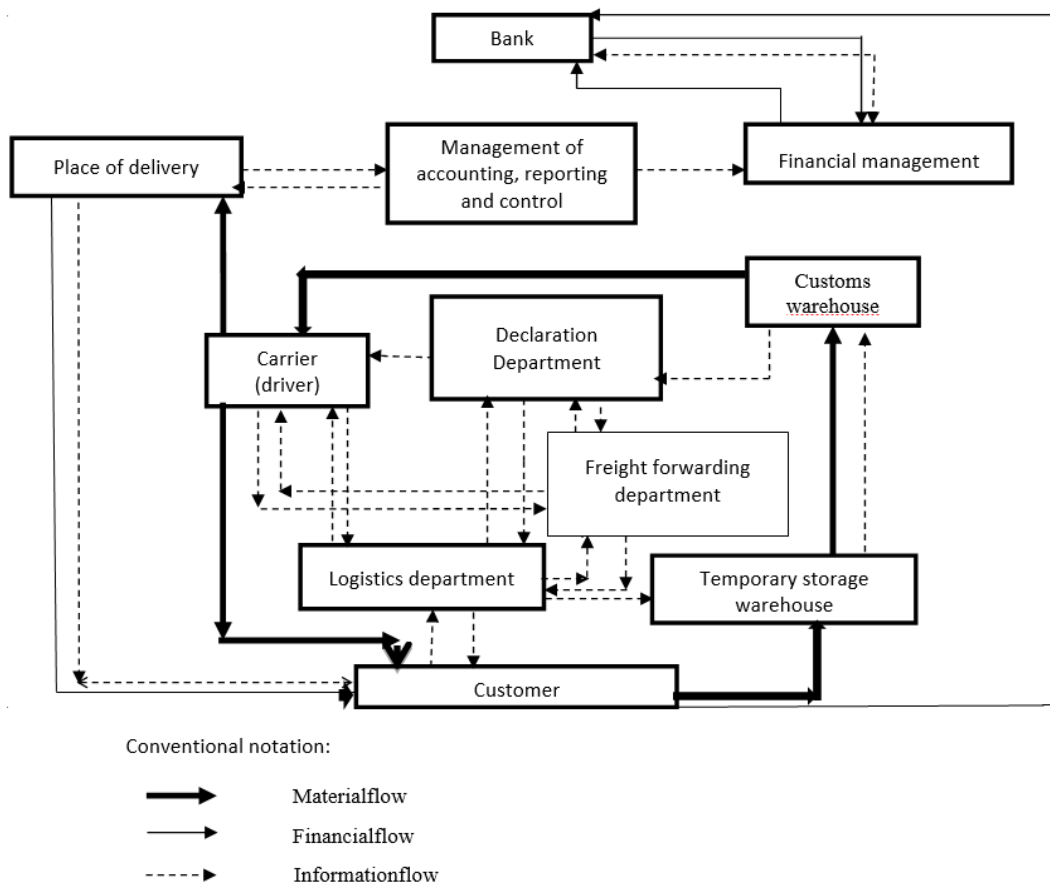 Bank
Place of delivery
Management of
accounting, reporting
and control
Financial management
Customs
warehouse
Declaration
Department
Carrier
(driver)
Freight forwarding
department
Logistics department
Temporary storage
warehouse
Customer
Conventional notation:
Materialflow
Financialflow
Informationflow